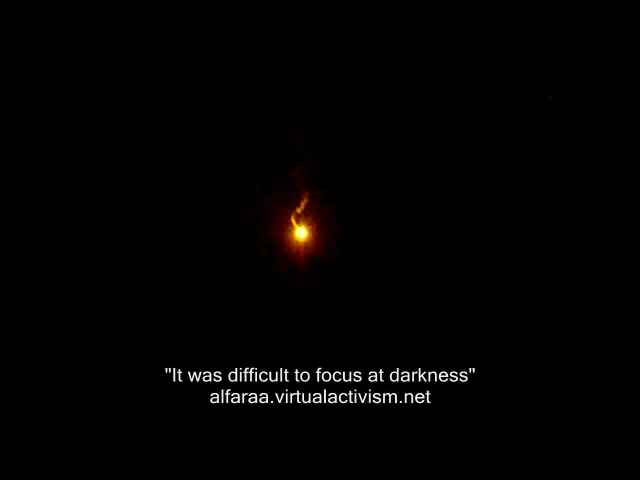 "It was difficult to focus at darkness"
alfaraa.virtualactivism.net